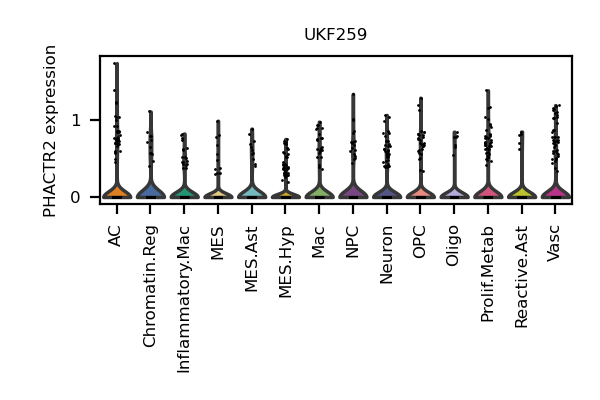 UKF259
PHACTR2 expression
1
0
AC
Chromatin.Reg
Inflammatory.Mac
MES
MES.Ast
MES.Hyp
Mac
NPC
Neuron
OPC
Oligo
Prolif.Metab
Reactive.Ast
Vasc